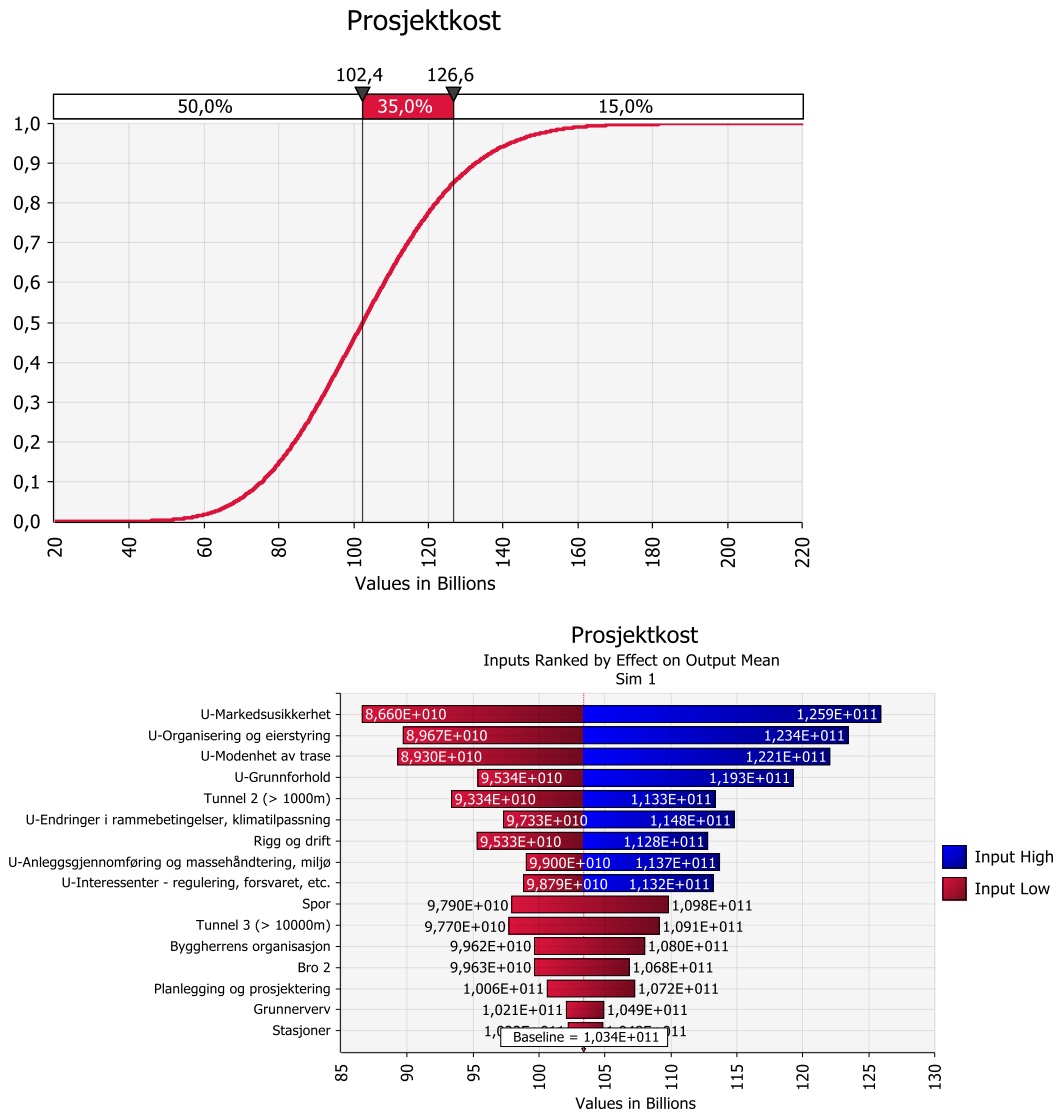 Prosjektkost
102,4 126,6
50,0% 35,0% 15,0%
1,0
0,9
0,8
0,7
0,6
0,5
0,4
0,3
0,2
0,1
0,0
20 40 60 80 100 120 140 160 180 200 220
Values in Billions
Prosjektkost
Inputs Ranked by Effect on Output Mean
Sim 1
U-Markedsusikkerhet 8,660E+010 1,259E+011
U-Organisering og eierstyring 8,967E+010 1,234E+011
U-Modenhet av trase 8,930E+010 1,221E+011
U-Grunnforhold 9,534E+010 1,193E+011
Tunnel 2 (> 1000m) 9,334E+010 1,133E+011
U-Endringer i rammebetingelser, klimatilpassning 9,733E+010 1,148E+011
Rigg og drift 9,533E+010 1,128E+011
U-Anleggsgjennomføring og massehåndtering, miljø 9,900E+010 1,137E+011
U-Interessenter - regulering, forsvaret, etc. 9,879E+010 1,132E+011
Spor 9,790E+010 1,098E+011
Tunnel 3 (> 10000m) 9,770E+010 1,091E+011
Byggherrens organisasjon 9,962E+010 1,080E+011
Bro 2 9,963E+010 1,068E+011
Planlegging og prosjektering 1,006E+011 1,072E+011
Grunnerverv 1,021E+011 1,049E+011
Stasjoner
Baseline = 1,034E+011
85 90 95 100 105 110 115 120 125 130
Values in Billions
Input High
Input Low